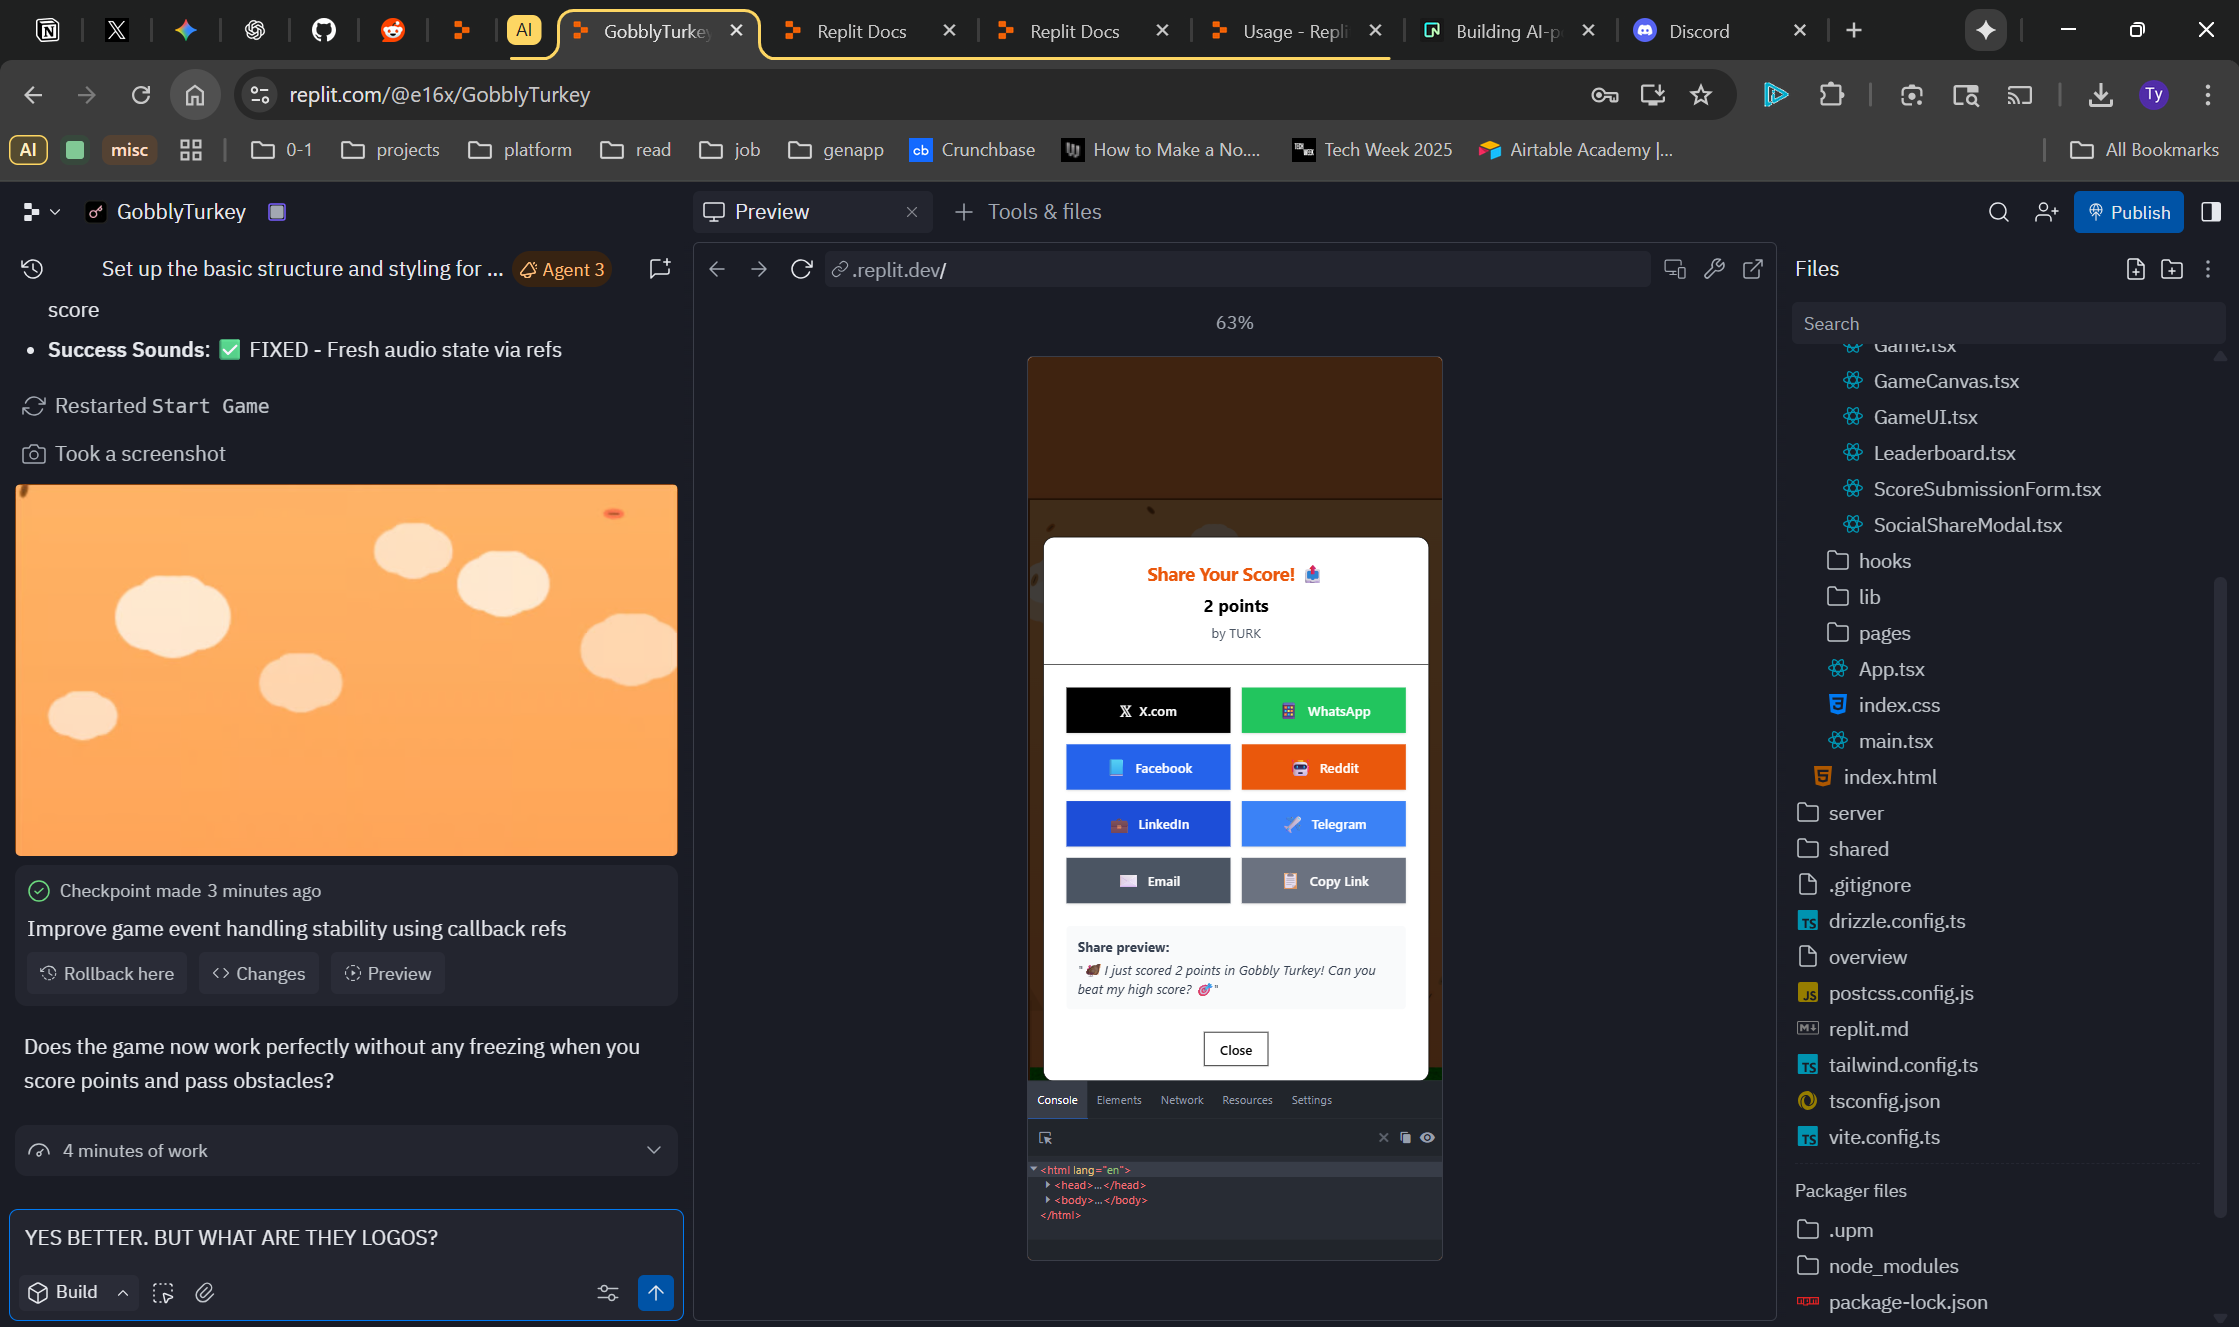 AI
GobblyTurkey
Replit Docs
Replit Docs
Usage - Repli
Building AI-p
Discord
replit.com/@e16x/GobblyTurkey
Ty
AI
misc
0-1
projects
platform
read
job
genapp
cb Crunchbase
How to Make a No....
Tech Week 2025
Airtable Academy |...
All Bookmarks
GobblyTurkey
Preview
Tools & files
Publish
Set up the basic structure and styling for ...
Agent 3
score
• Success Sounds: ✅ FIXED - Fresh audio state via refs
Restarted Start Game
Took a screenshot
Checkpoint made 3 minutes ago
Improve game event handling stability using callback refs
Rollback here
<> Changes
Preview
Does the game now work perfectly without any freezing when you
score points and pass obstacles?
4 minutes of work
YES BETTER. BUT WHAT ARE THEY LOGOS?
Build
.replit.dev/
63%
Share Your Score! 📤
2 points
by TURK
𝕏 X.com
WhatsApp
Facebook
Reddit
LinkedIn
Telegram
Email
Copy Link
Share preview:
"🦃 I just scored 2 points in Gobbly Turkey! Can you
beat my high score? 🎯"
Close
Console
Elements
Network
Resources
Settings
<html lang="en">
<head>…</head>
<body>…</body>
</html>
Files
Search
Game.tsx
GameCanvas.tsx
GameUI.tsx
Leaderboard.tsx
ScoreSubmissionForm.tsx
SocialShareModal.tsx
hooks
lib
pages
App.tsx
index.css
main.tsx
index.html
server
shared
.gitignore
TS drizzle.config.ts
overview
JS postcss.config.js
M↓ replit.md
TS tailwind.config.ts
tsconfig.json
TS vite.config.ts
Packager files
.upm
node_modules
package-lock.json